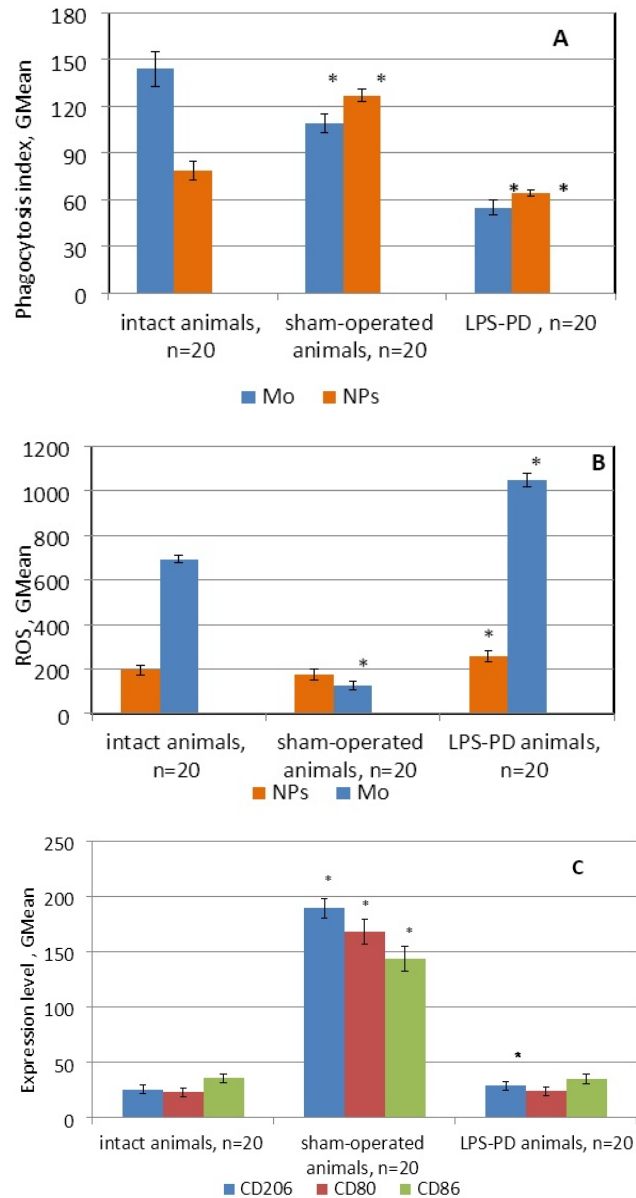 A
Phagocytosis index, GMean
180
150
120
90
60
30
0
* *
* *
intact animals, n=20
sham-operated animals, n=20
LPS-PD , n=20
Mo NPs
B
ROS, GMean
1200
1000
800
600
400
200
0
*
*
*
intact animals, n=20
sham-operated animals, n=20
LPS-PD animals, n=20
NPs Mo
C
Expression level , GMean
250
200
150
100
50
0
*
*
*
*
intact animals, n=20
sham-operated animals, n=20
LPS-PD animals, n=20
CD206 CD80 CD86